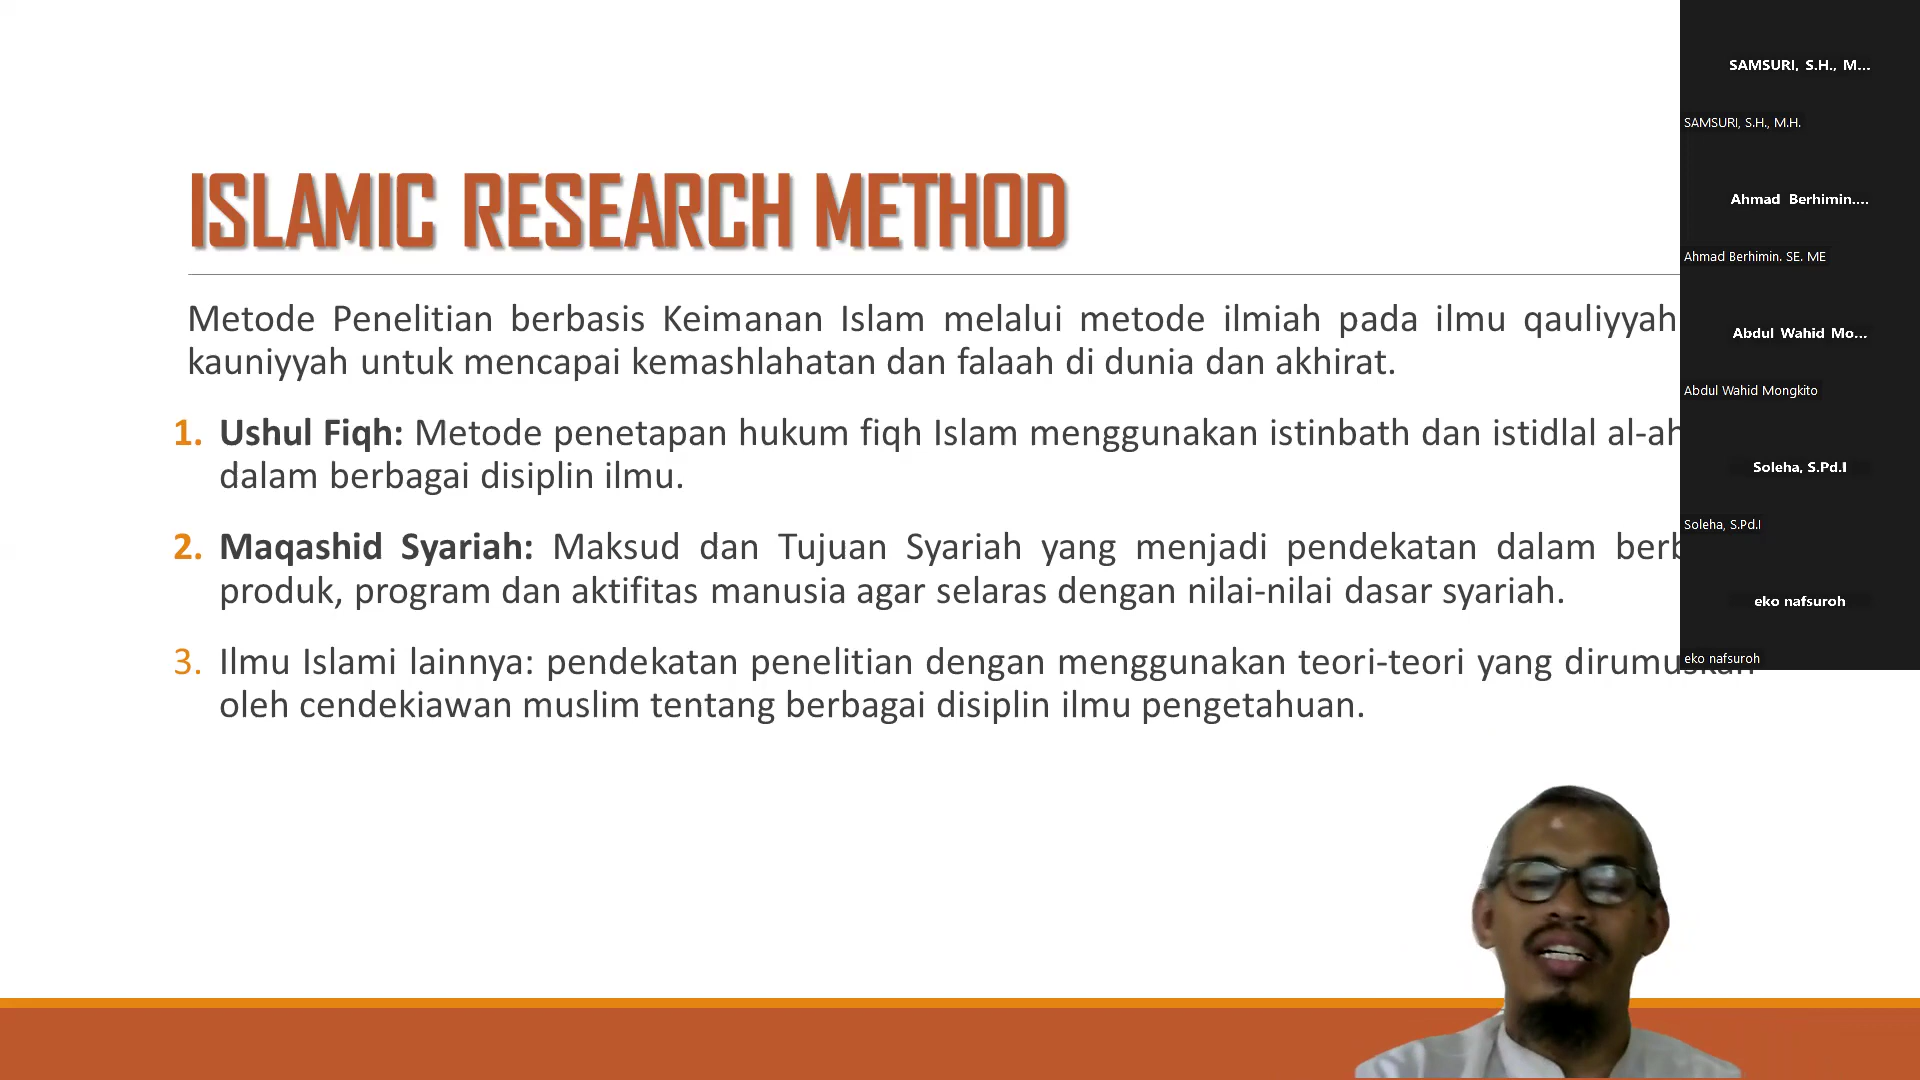 ISLAMIC RESEARCH METHOD
Metode Penelitian berbasis Keimanan Islam melalui metode ilmiah pada ilmu qauliyyah
kauniyyah untuk mencapai kemashlahatan dan falaah di dunia dan akhirat.
1. Ushul Fiqh: Metode penetapan hukum fiqh Islam menggunakan istinbath dan istidlal
dalam berbagai disiplin ilmu.
2. Maqashid Syariah: Maksud dan Tujuan Syariah yang menjadi pendekatan dalam
produk, program dan aktifitas manusia agar selaras dengan nilai-nilai dasar syariah.
3. Ilmu Islami lainnya: pendekatan penelitian dengan menggunakan teori-teori yang dirumuskan
oleh cendekiawan muslim tentang berbagai disiplin ilmu pengetahuan.
SAMSURI, S.H., M...
SAMSURI, S.H., M.H.
Ahmad Berhimin....
Ahmad Berhimin. SE. ME
Abdul Wahid Mo...
Abdul Wahid Mongkito
Soleha, S.Pd.I
Soleha, S.Pd.I
eko nafsuroh
eko nafsuroh